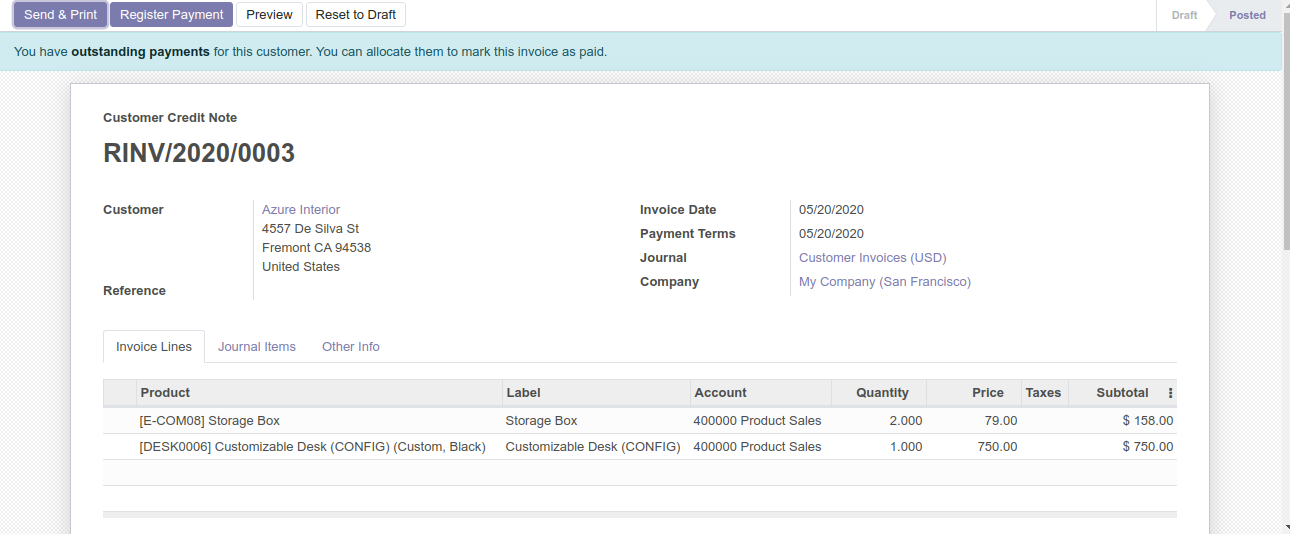 Send & Print Register Payment Preview Reset to Draft Draft Posted
You have outstanding payments for this customer. You can allocate them to mark this invoice as paid.
Customer Credit Note
RINV/2020/0003
Customer Azure Interior
4557 De Silva St
Fremont CA 94538
United States
Reference
Invoice Date 05/20/2020
Payment Terms 05/20/2020
Journal Customer Invoices (USD)
Company My Company (San Francisco)
Invoice Lines Journal Items Other Info
Product Label Account Quantity Price Taxes Subtotal
[E-COM08] Storage Box Storage Box 400000 Product Sales 2.000 79.00 $ 158.00
[DESK0006] Customizable Desk (CONFIG) (Custom, Black) Customizable Desk (CONFIG) 400000 Product Sales 1.000 750.00 $ 750.00